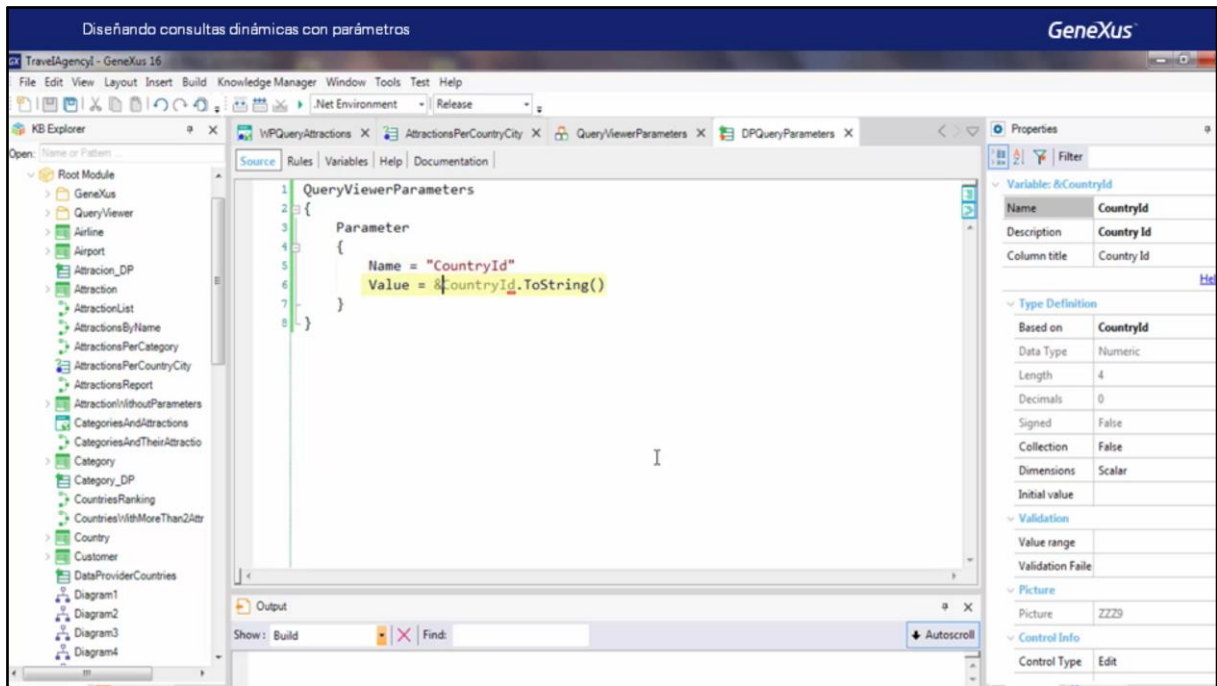 Diseñando consultas dinámicas con parámetros
GeneXus
GX TravelAgencyI - GeneXus 16
File Edit View Layout Insert Build Knowledge Manager Window Tools Test Help
.Net Environment Release
KB Explorer
Open: Name or Pattern ...
Root Module
GeneXus
QueryViewer
Airline
Airport
Attracion_DP
Attraction
AttractionList
AttractionsByName
AttractionsPerCategory
AttractionsPerCountryCity
AttractionsReport
AttractionWithoutParameters
CategoriesAndAttractions
CategoriesAndTheirAttractio
Category
Category_DP
CountriesRanking
CountriesWithMoreThan2Attr
Country
Customer
DataProviderCountries
Diagram1
Diagram2
Diagram3
Diagram4
WPQueryAttractions X AttractionsPerCountryCity X QueryViewerParameters X DPQueryParameters X
Source Rules Variables Help Documentation
1 QueryViewerParameters
2 {
3 Parameter
4 {
5 Name = "CountryId"
6 Value = &CountryId.ToString()
7 }
8 }
Output
Show: Build Find: Autoscroll
Properties
Filter
Variable: &CountryId
Name CountryId
Description Country Id
Column title Country Id
Hel
Type Definition
Based on CountryId
Data Type Numeric
Length 4
Decimals 0
Signed False
Collection False
Dimensions Scalar
Initial value
Validation
Value range
Validation Faile
Picture
Picture ZZZ9
Control Info
Control Type Edit